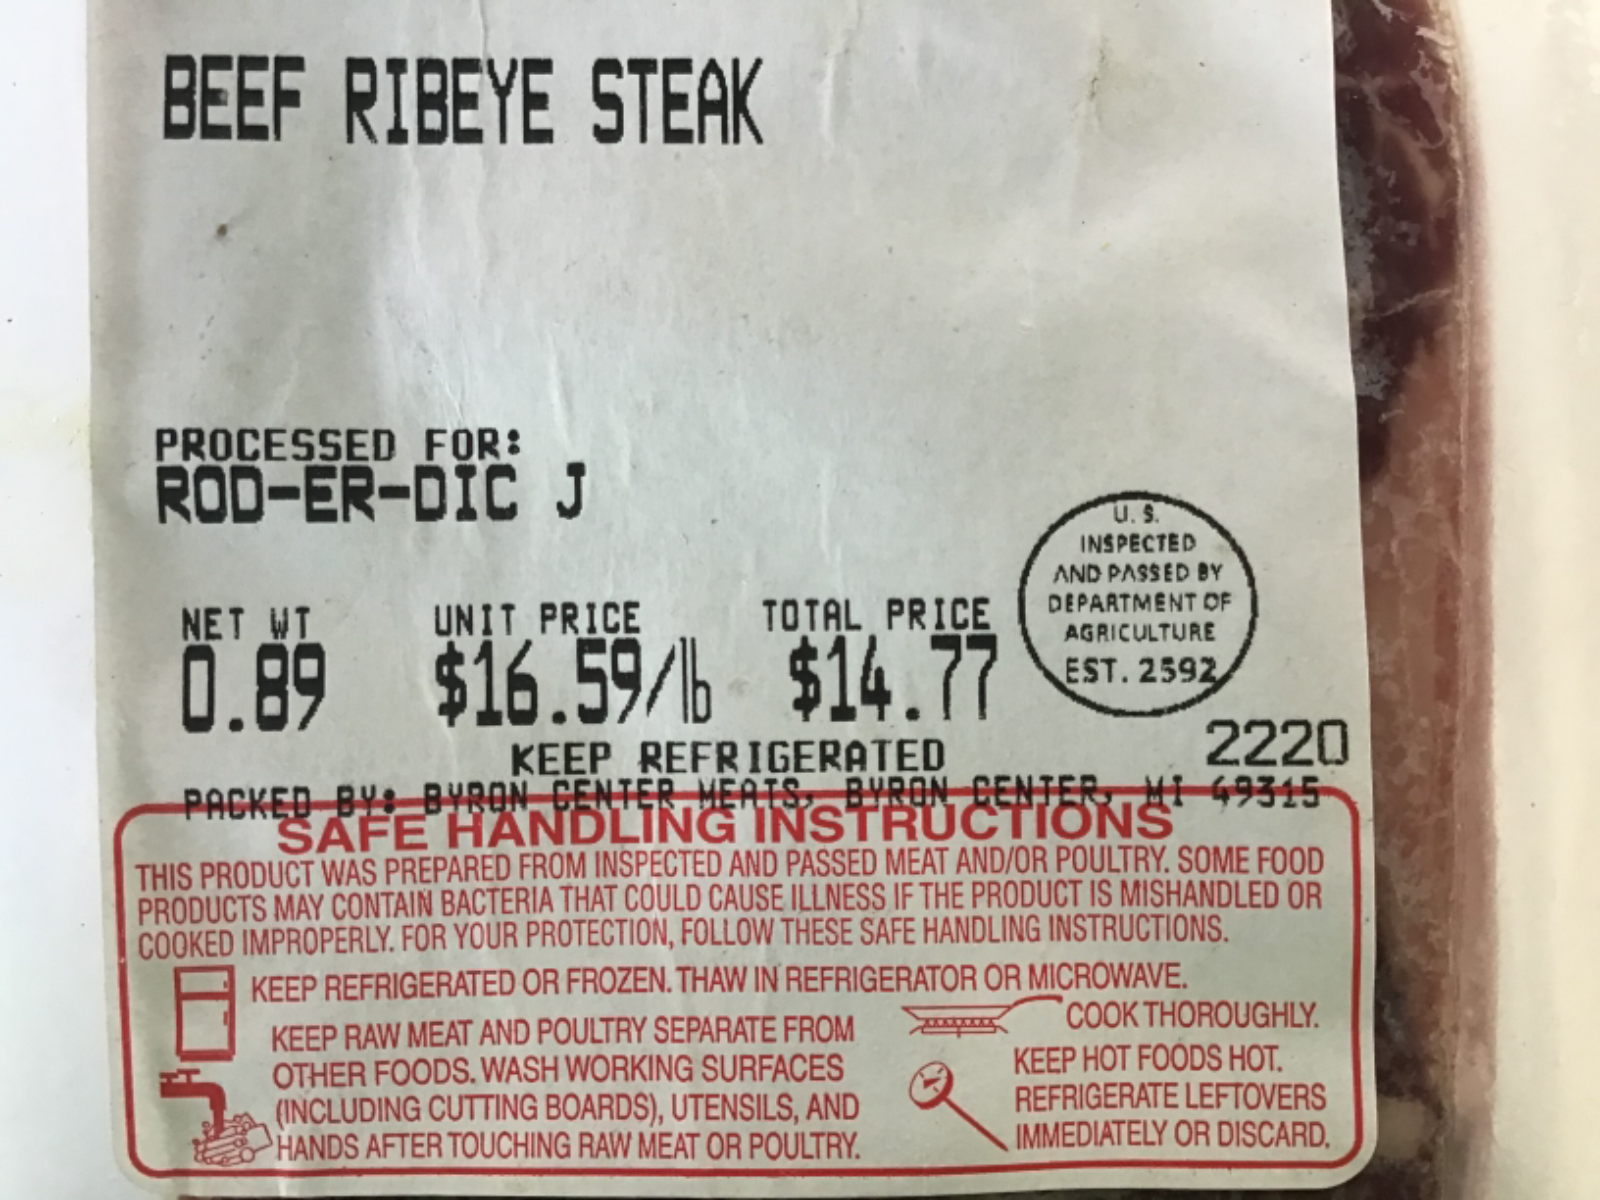 BEEF RIBEYE STEAK
PROCESSED FOR:
ROD-ER-DIC J
U. S.
INSPECTED
AND PASSED BY
DEPARTMENT OF
AGRICULTURE
EST. 2592
NET WT UNIT PRICE TOTAL PRICE
0.89 $16.59/lb $14.77
KEEP REFRIGERATED 2220
PACKED BY: BYRON CENTER MEATS, BYRON CENTER, MI 49315
SAFE HANDLING INSTRUCTIONS
THIS PRODUCT WAS PREPARED FROM INSPECTED AND PASSED MEAT AND/OR POULTRY. SOME FOOD
PRODUCTS MAY CONTAIN BACTERIA THAT COULD CAUSE ILLNESS IF THE PRODUCT IS MISHANDLED OR
COOKED IMPROPERLY. FOR YOUR PROTECTION, FOLLOW THESE SAFE HANDLING INSTRUCTIONS.
KEEP REFRIGERATED OR FROZEN. THAW IN REFRIGERATOR OR MICROWAVE.
KEEP RAW MEAT AND POULTRY SEPARATE FROM
OTHER FOODS. WASH WORKING SURFACES
(INCLUDING CUTTING BOARDS), UTENSILS, AND
HANDS AFTER TOUCHING RAW MEAT OR POULTRY.
COOK THOROUGHLY.
KEEP HOT FOODS HOT.
REFRIGERATE LEFTOVERS
IMMEDIATELY OR DISCARD.